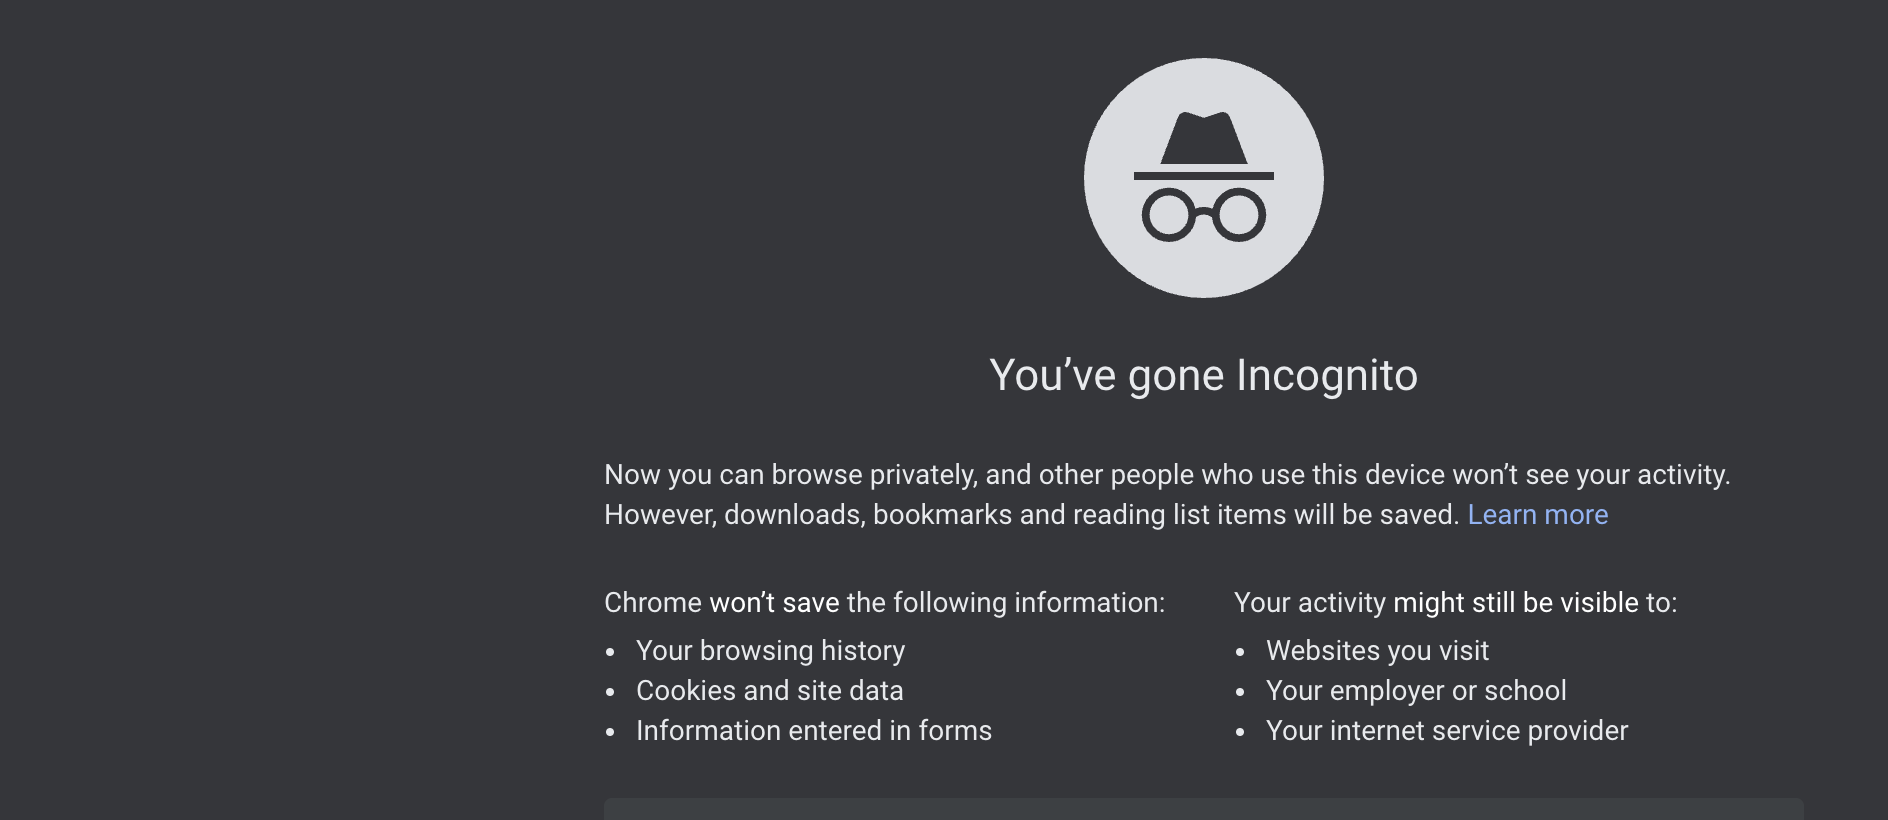 You’ve gone Incognito
Now you can browse privately, and other people who use this device won’t see your activity.
However, downloads, bookmarks and reading list items will be saved. Learn more
Chrome won’t save the following information:
• Your browsing history
• Cookies and site data
• Information entered in forms
Your activity might still be visible to:
• Websites you visit
• Your employer or school
• Your internet service provider